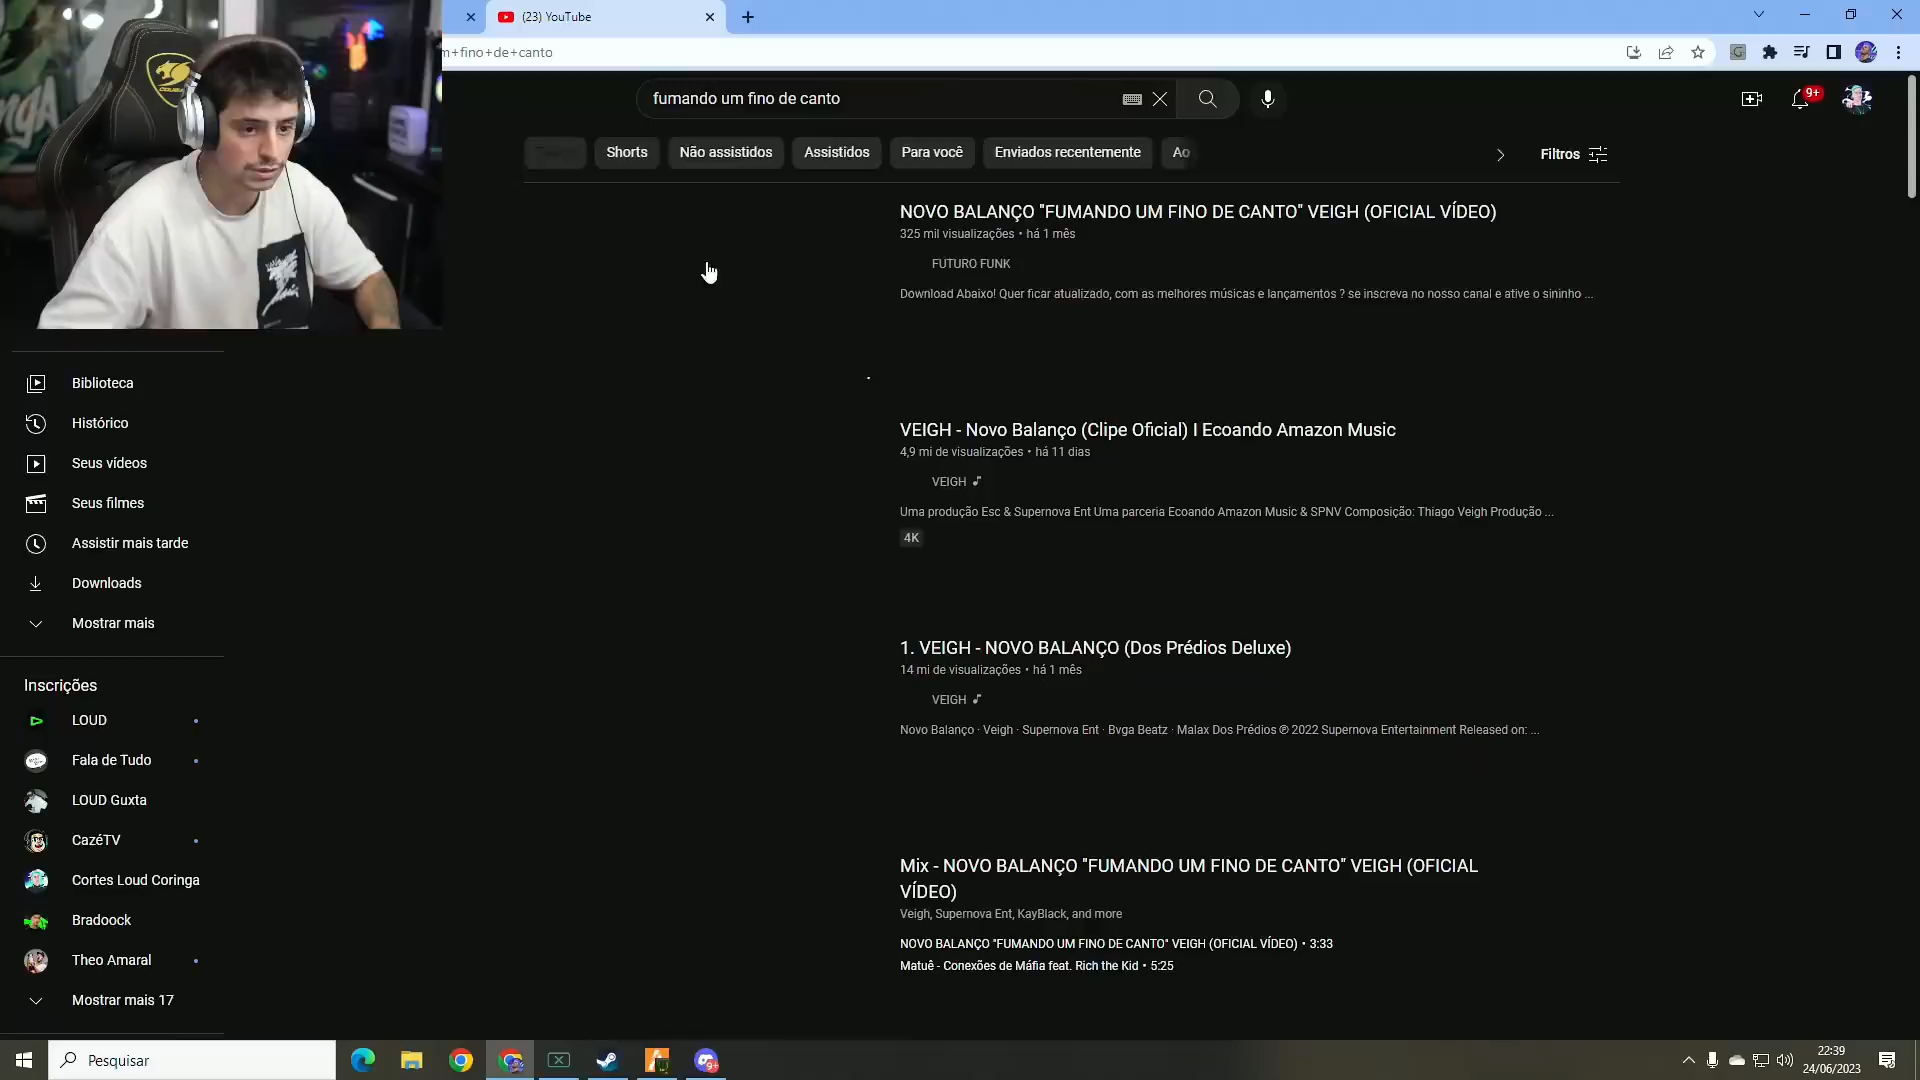 (23) YouTube
m+fino+de+canto
fumando um fino de canto
9+
Shorts
Não assistidos
Assistidos
Para você
Enviados recentemente
Ao
Filtros
NOVO BALANÇO "FUMANDO UM FINO DE CANTO" VEIGH (OFICIAL VÍDEO)
325 mil visualizações • há 1 mês
FUTURO FUNK
Download Abaixo! Quer ficar atualizado, com as melhores músicas e lançamentos ? se inscreva no nosso canal e ative o sininho ...
VEIGH - Novo Balanço (Clipe Oficial) I Ecoando Amazon Music
4,9 mi de visualizações • há 11 dias
VEIGH
Uma produção Esc & Supernova Ent Uma parceria Ecoando Amazon Music & SPNV Composição: Thiago Veigh Produção ...
4K
1. VEIGH - NOVO BALANÇO (Dos Prédios Deluxe)
14 mi de visualizações • há 1 mês
VEIGH
Novo Balanço · Veigh · Supernova Ent · Bvga Beatz · Malax Dos Prédios ℗ 2022 Supernova Entertainment Released on: ...
Mix - NOVO BALANÇO "FUMANDO UM FINO DE CANTO" VEIGH (OFICIAL
VÍDEO)
Veigh, Supernova Ent, KayBlack, and more
NOVO BALANÇO "FUMANDO UM FINO DE CANTO" VEIGH (OFICIAL VÍDEO) • 3:33
Matuê - Conexões de Máfia feat. Rich the Kid • 5:25
Biblioteca
Histórico
Seus vídeos
Seus filmes
Assistir mais tarde
Downloads
Mostrar mais
Inscrições
LOUD
Fala de Tudo
LOUD Guxta
CazéTV
Cortes Loud Coringa
Bradoock
Theo Amaral
Mostrar mais 17
Pesquisar
9+
22:39
24/06/2023